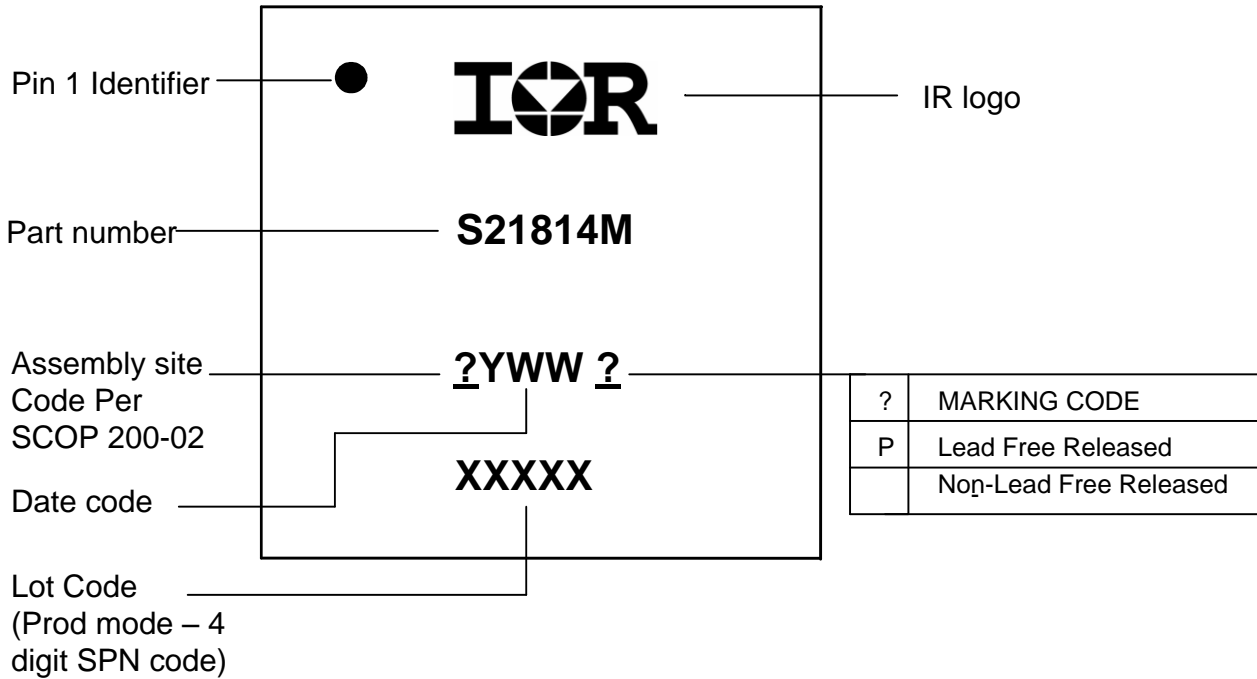 Pin 1 Identifier
IOR
IR logo
Part number
S21814M
Assembly site
Code Per
SCOP 200-02
?YWW ?
? MARKING CODE
P Lead Free Released
Non-Lead Free Released
Date code
XXXXX
Lot Code
(Prod mode – 4
digit SPN code)